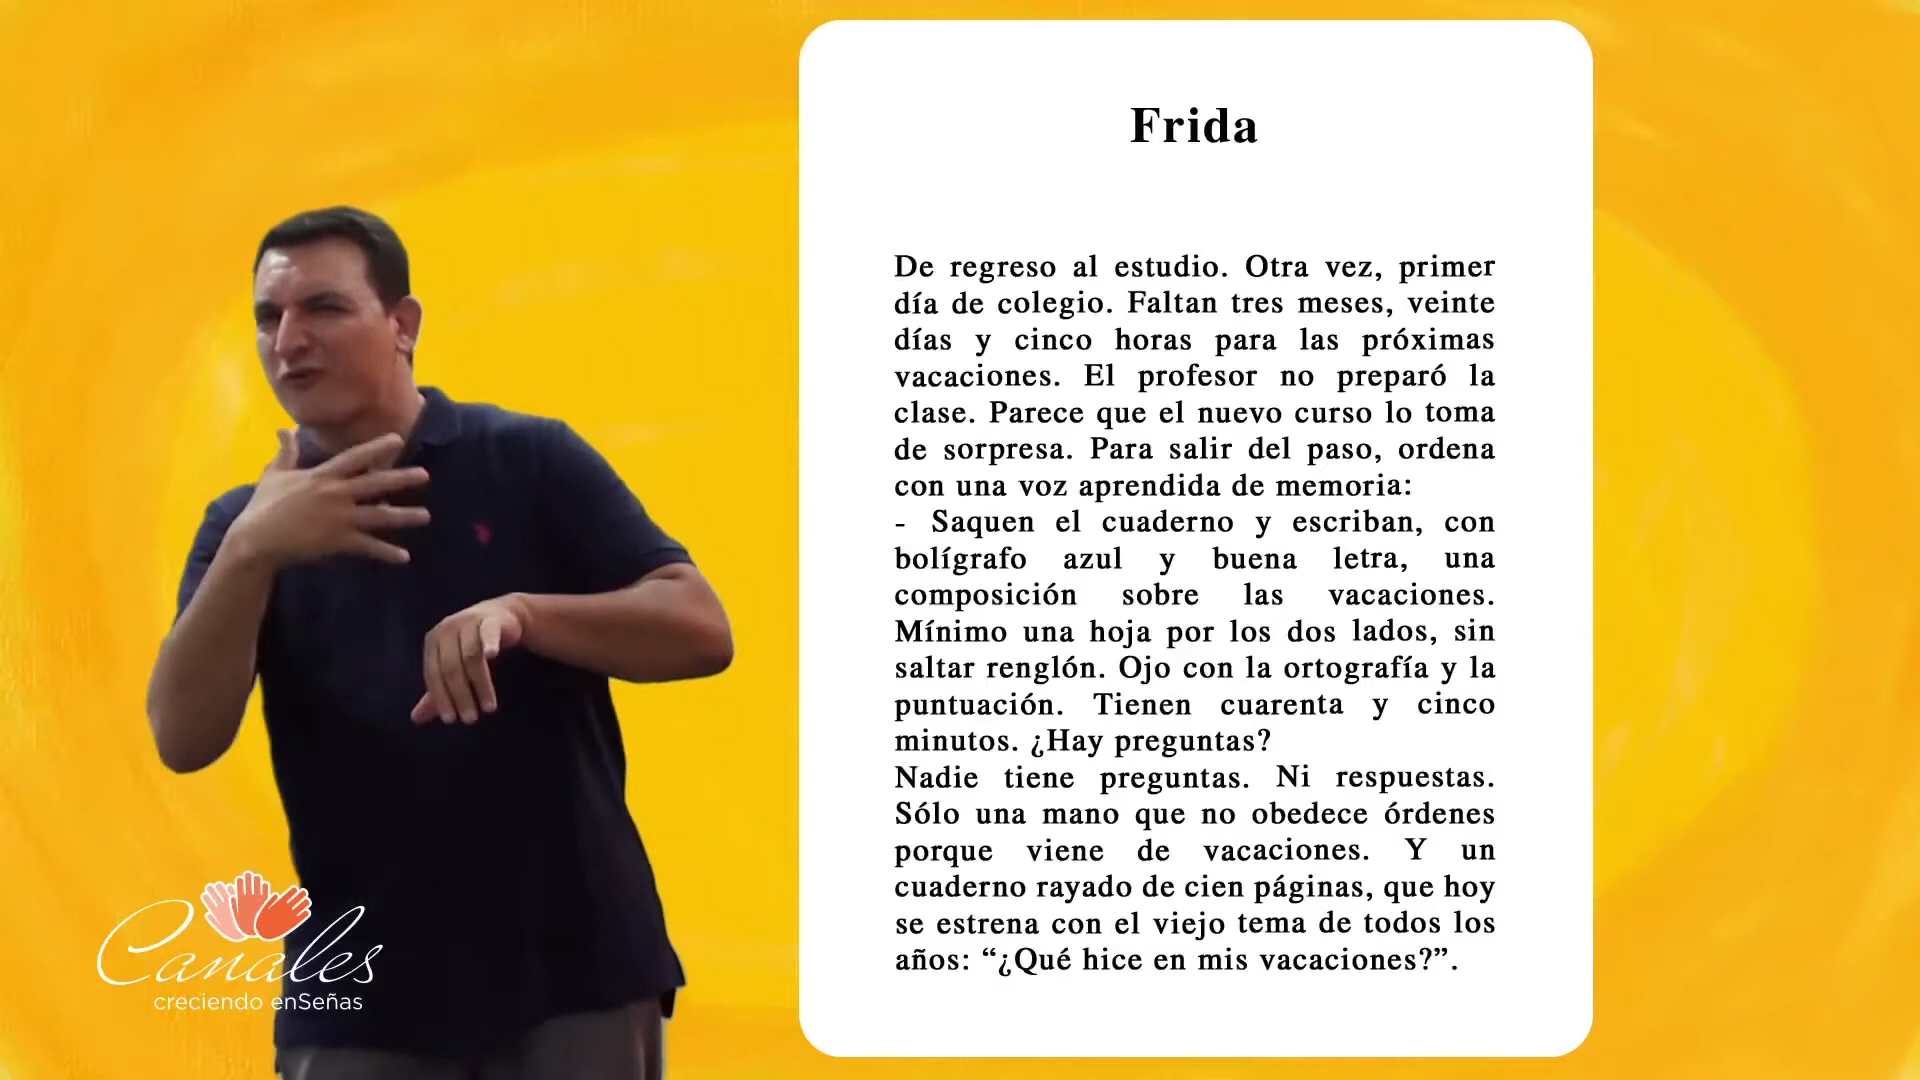 Frida
De regreso al estudio. Otra vez, primer
día de colegio. Faltan tres meses, veinte
días y cinco horas para las próximas
vacaciones. El profesor no preparó la
clase. Parece que el nuevo curso lo toma
de sorpresa. Para salir del paso, ordena
con una voz aprendida de memoria:
- Saquen el cuaderno y escriban, con
bolígrafo azul y buena letra, una
composición sobre las vacaciones.
Mínimo una hoja por los dos lados, sin
saltar renglón. Ojo con la ortografía y la
puntuación. Tienen cuarenta y cinco
minutos. ¿Hay preguntas?
Nadie tiene preguntas. Ni respuestas.
Sólo una mano que no obedece órdenes
porque viene de vacaciones. Y un
cuaderno rayado de cien páginas, que hoy
se estrena con el viejo tema de todos los
años: “¿Qué hice en mis vacaciones?”.
Canales
creciendo enSeñas